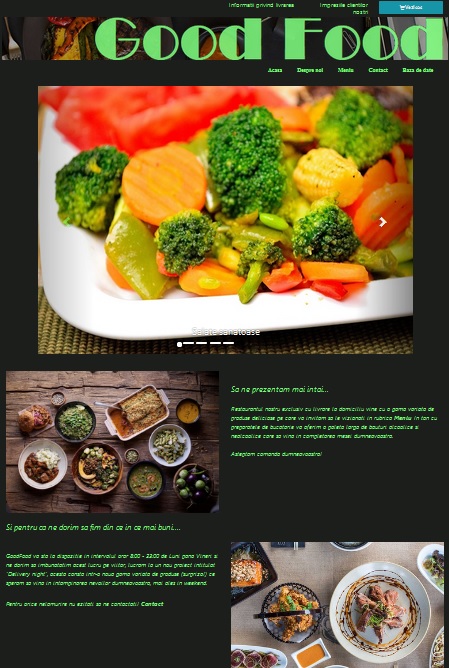 Informatii privind livrarea
Impresiile clientilor
nostri
Good Food
Acasa Despre noi Meniu Contact Baza de date
Salate sanatoase
Sa ne prezentam mai intai...
Restaurantul nostru exclusiv cu livrare la domiciliu vine cu o gama variata de
produse delicioase pe care va invitam sa le vizionati in rubrica Meniu. In ton cu
preparatele de bucatarie va oferim o paleta larga de bauturi alcoolice si
nealcoolice care sa vina in completarea mesei dumneavoastra.
Asteptam comanda dumneavoastra!
Si pentru ca ne dorim sa fim din ce in ce mai buni....
GoodFood va sta la dispozitie in intervalul orar 8:00 - 23:00 de Luni pana Vineri si
ne dorim sa imbunatatim acest lucru pe viitor, lucram la un nou proiect intitulat
"Delivery night", acesta consta intr-o noua gama variata de produse (surpriza!) ce
speram sa vina in intampinarea nevoilor dumneavoastra, mai ales in weekend.
Pentru orice nelamurire nu ezitati sa ne contactati! Contact